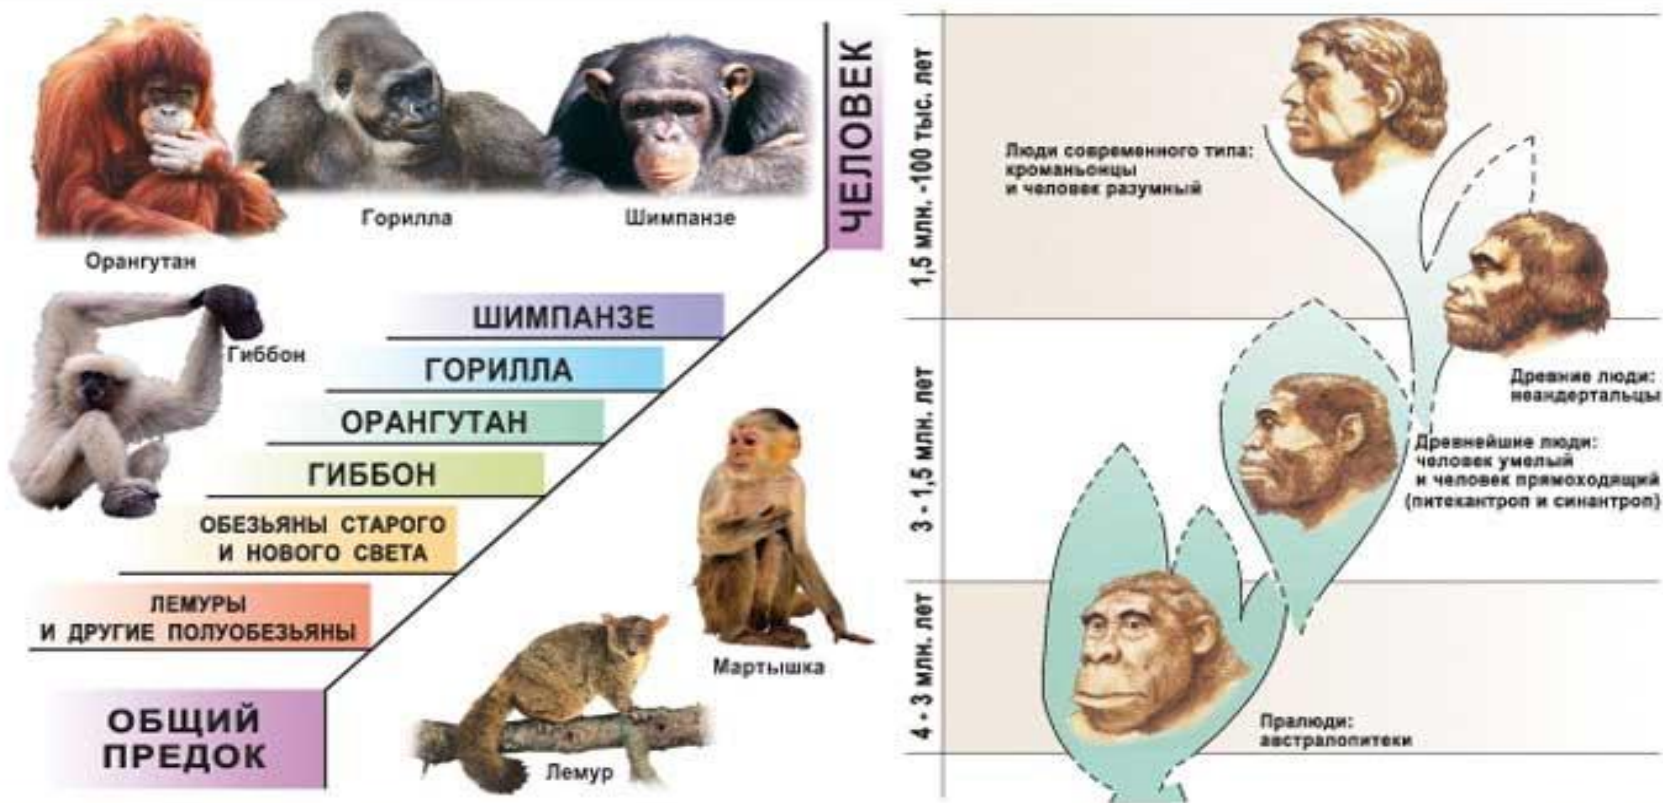 Орангутан
Горилла
Шимпанзе
Гиббон
ЧЕЛОВЕК
ШИМПАНЗЕ
ГОРИЛЛА
ОРАНГУТАН
ГИББОН
ОБЕЗЬЯНЫ СТАРОГО
И НОВОГО СВЕТА
ЛЕМУРЫ
И ДРУГИЕ ПОЛУОБЕЗЬЯНЫ
ОБЩИЙ
ПРЕДОК
Мартышка
Лемур
1,5 млн. -100 тыс. лет
Люди современного типа:
кроманьонцы
и человек разумный
Древние люди:
неандертальцы
3 - 1,5 млн. лет
Древнейшие люди:
человек умелый
и человек прямоходящий
(питекантроп и синантроп)
4 - 3 млн. лет
Пралюди:
австралопитеки